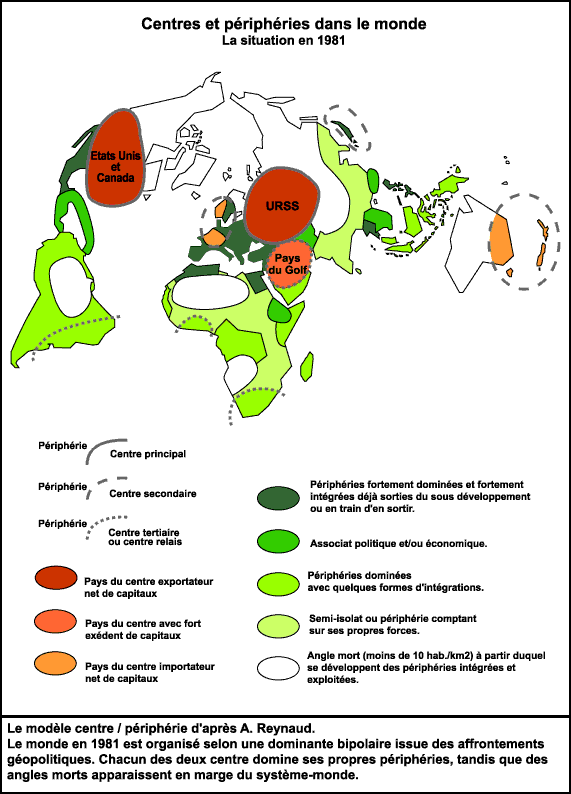 Centres et périphéries dans le monde
La situation en 1981
Etats Unis
et
Canada
URSS
Pays
du Golf
Périphérie
Centre principal
Périphérie
Centre secondaire
Périphérie
Centre tertiaire
ou centre relais
Pays du centre exportateur
net de capitaux
Pays du centre avec fort
exédent de capitaux
Pays du centre importateur
net de capitaux
Périphéries fortement dominées et fortement
intégrées déjà sorties du sous développement
ou en train d'en sortir.
Associat politique et/ou économique.
Périphéries dominées
avec quelques formes d'intégrations.
Semi-isolat ou périphérie comptant
sur ses propres forces.
Angle mort (moins de 10 hab./km2) à partir duquel
se développent des périphéries intégrées et
exploitées.
Le modèle centre / périphérie d'après A. Reynaud.
Le monde en 1981 est organisé selon une dominante bipolaire issue des affrontements
géopolitiques. Chacun des deux centre domine ses propres périphéries, tandis que des
angles morts apparaissent en marge du système-monde.